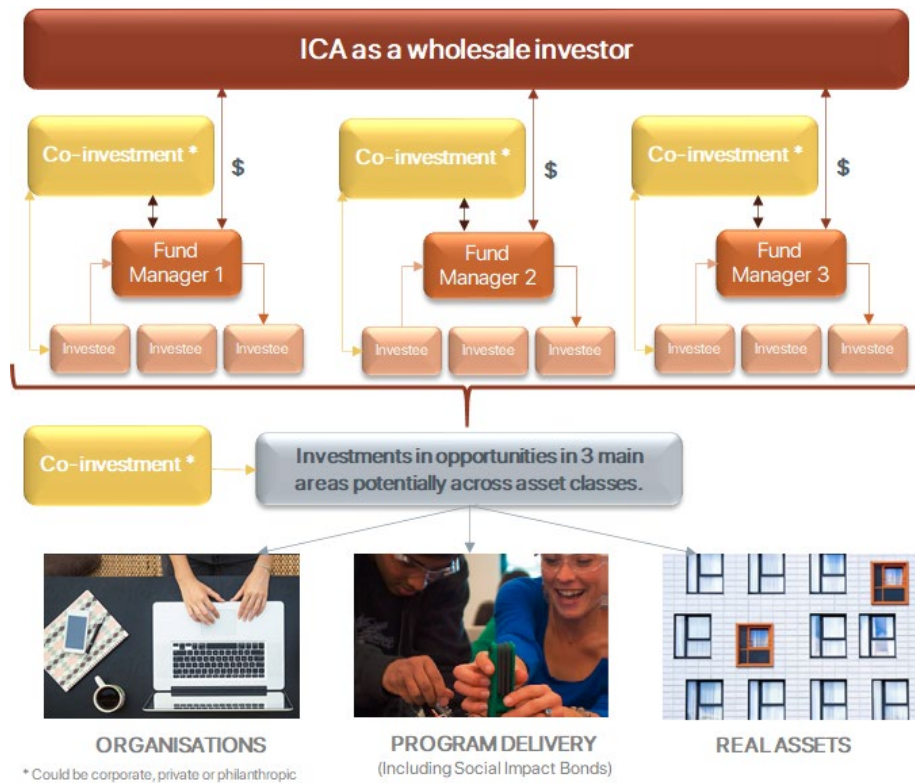 ICA as a wholesale investor
Co-investment *
Co-investment *
Co-investment *
$
$
$
Fund
Manager 1
Fund
Manager 2
Fund
Manager 3
Investee
Investee
Investee
Investee
Investee
Investee
Investee
Investee
Investee
Co-investment *
Investments in opportunities in 3 main
areas potentially across asset classes.
ORGANISATIONS
PROGRAM DELIVERY
(Including Social Impact Bonds)
REAL ASSETS
* Could be corporate, private or philanthropic